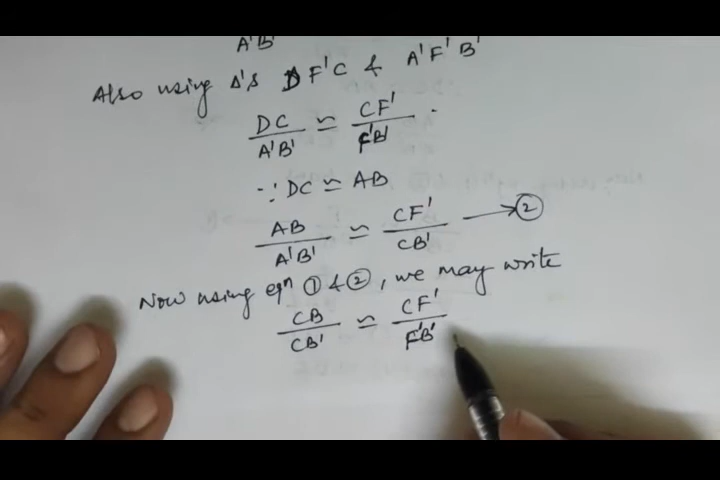 A'B'
Also using Δ's DF'C & A'F'B'
DC/A'B' ≃ CF'/F'B' .
∵ DC ≃ AB
AB/A'B' ≃ CF'/CB' → ②
Now using eqⁿ ① & ②, we may write
CB/CB' ≃ CF'/F'B'